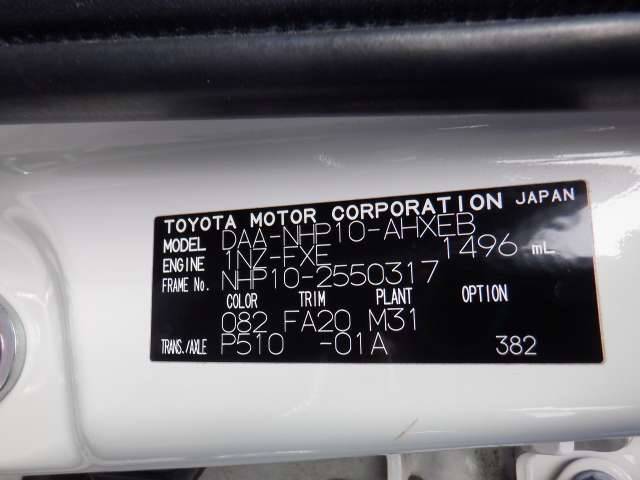 TOYOTA MOTOR CORPORATION JAPAN
MODEL DAA-NHP10-AHXEB
ENGINE 1NZ-FXE 1496 mL
FRAME No. NHP10-2550317
COLOR TRIM PLANT OPTION
082 FA20 M31
TRANS./AXLE P510 -01A 382